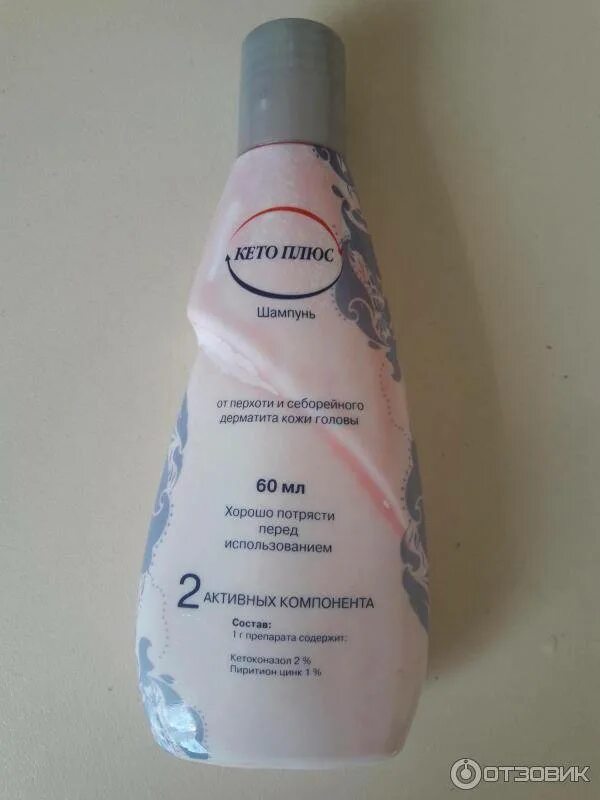 КЕТО ПЛЮС
Шампунь
от перхоти и себорейного
дерматита кожи головы
60 мл
Хорошо потрясти
перед
использованием
2 АКТИВНЫХ КОМПОНЕНТА
Состав:
1 г препарата содержит:
Кетоконазол 2 %
Пиритион цинк 1 %
ОТЗОВИК